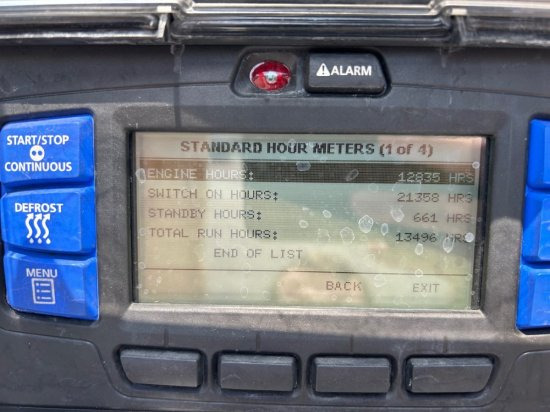 ALARM
START/STOP
CONTINUOUS
DEFROST
MENU
STANDARD HOUR METERS (1 of 4)
ENGINE HOURS: 12835 HRS
SWITCH ON HOURS: 21358 HRS
STANDBY HOURS: 661 HRS
TOTAL RUN HOURS: 13496 HRS
END OF LIST
BACK EXIT